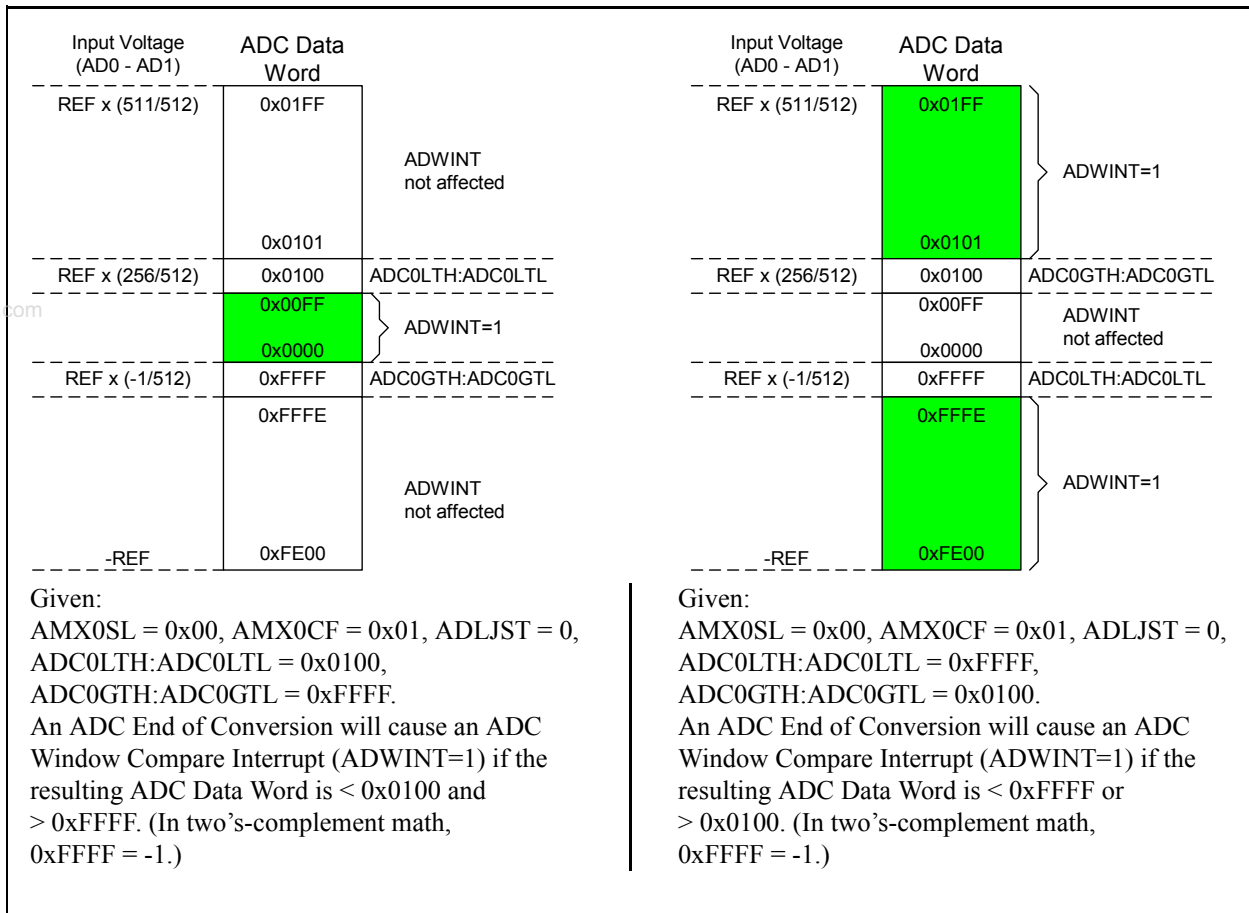 Input Voltage
(AD0 - AD1)
ADC Data
Word
REF x (511/512)
0x01FF
ADWINT
not affected
0x0101
REF x (256/512)
0x0100
ADC0LTH:ADC0LTL
0x00FF
ADWINT=1
0x0000
REF x (-1/512)
0xFFFF
ADC0GTH:ADC0GTL
0xFFFE
ADWINT
not affected
-REF
0xFE00
Given:
AMX0SL = 0x00, AMX0CF = 0x01, ADLJST = 0,
ADC0LTH:ADC0LTL = 0x0100,
ADC0GTH:ADC0GTL = 0xFFFF.
An ADC End of Conversion will cause an ADC
Window Compare Interrupt (ADWINT=1) if the
resulting ADC Data Word is < 0x0100 and
> 0xFFFF. (In two's-complement math,
0xFFFF = -1.)
Input Voltage
(AD0 - AD1)
ADC Data
Word
REF x (511/512)
0x01FF
ADWINT=1
0x0101
REF x (256/512)
0x0100
ADC0GTH:ADC0GTL
0x00FF
ADWINT
not affected
0x0000
REF x (-1/512)
0xFFFF
ADC0LTH:ADC0LTL
0xFFFE
ADWINT=1
-REF
0xFE00
Given:
AMX0SL = 0x00, AMX0CF = 0x01, ADLJST = 0,
ADC0LTH:ADC0LTL = 0xFFFF,
ADC0GTH:ADC0GTL = 0x0100.
An ADC End of Conversion will cause an ADC
Window Compare Interrupt (ADWINT=1) if the
resulting ADC Data Word is < 0xFFFF or
> 0x0100. (In two's-complement math,
0xFFFF = -1.)
com